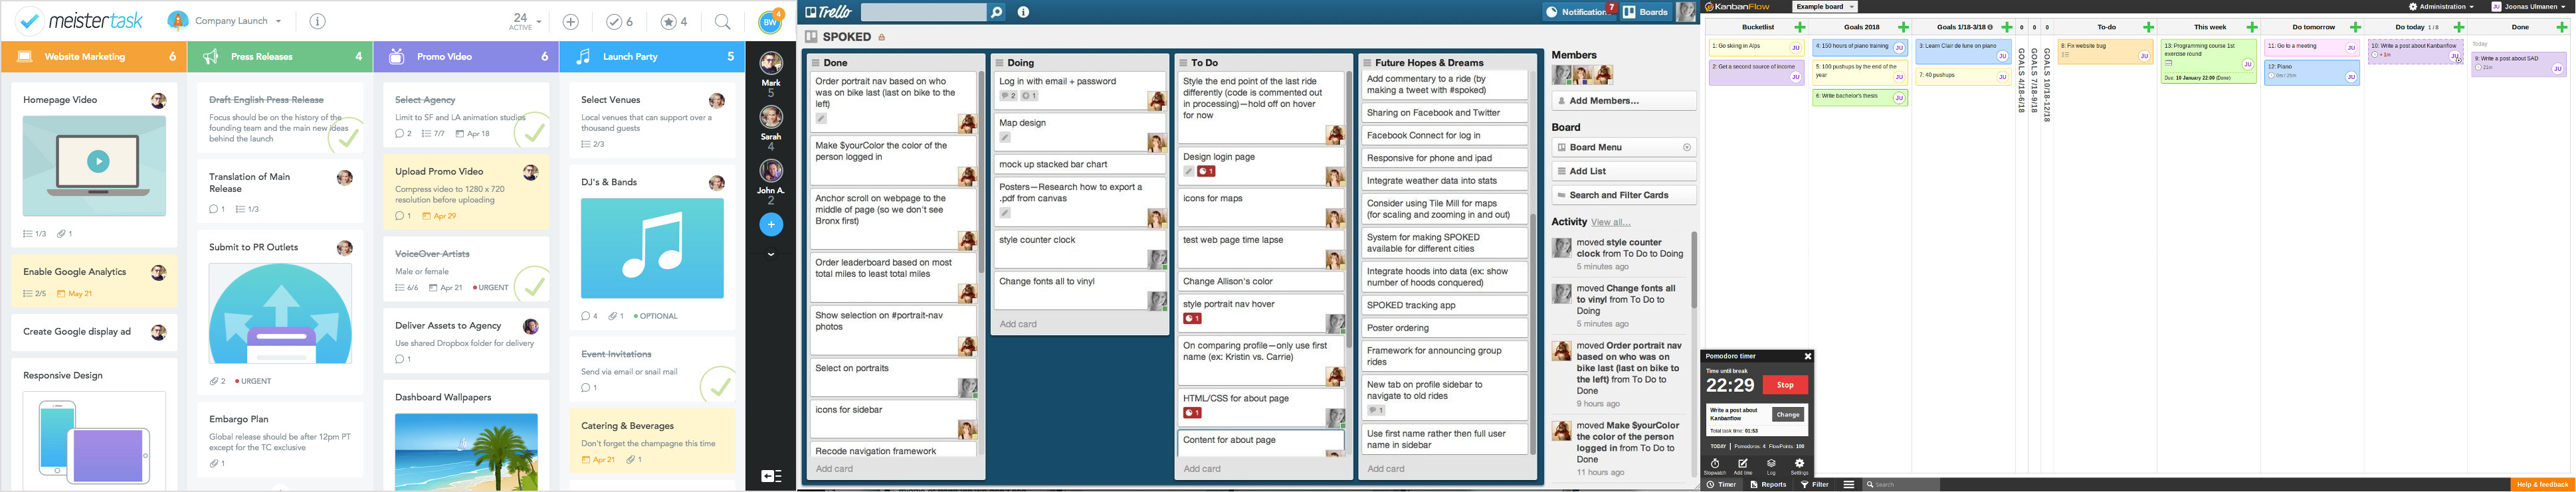 meistertask
Company Launch
24
ACTIVE
6
4
BW
4
Website Marketing 6
Press Releases 4
Promo Video 6
Launch Party 5
Homepage Video
1/3 1
Enable Google Analytics
2/5 May 21
Create Google display ad
Responsive Design
Draft English Press Release
Focus should be on the history of the
founding team and the main new ideas
behind the launch
Translation of Main
Release
1 1/3
Submit to PR Outlets
2 URGENT
Embargo Plan
Global release should be after 12pm PT
except for the TC exclusive
1
Select Agency
Limit to SF and LA animation studios
2 7/7 Apr 18
Upload Promo Video
Compress video to 1280 x 720
resolution before uploading
1 Apr 29
VoiceOver Artists
Male or female
6/6 Apr 21 URGENT
Deliver Assets to Agency
Use shared Dropbox folder for delivery
1
Dashboard Wallpapers
Select Venues
Local venues that can support over a
thousand guests
2/3
DJ's & Bands
4 1 OPTIONAL
Event Invitations
Send via email or snail mail
1
Catering & Beverages
Don't forget the champagne this time
Apr 21 1
Mark
5
Sarah
4
John A.
2
Trello
Notification
7
Boards
SPOKED
Done
Order portrait nav based on who
was on bike last (last on bike to the
left)
Make $yourColor the color of the
person logged in
Anchor scroll on webpage to the
middle of page (so we don't see
Bronx first)
Order leaderboard based on most
total miles to least total miles
Show selection on #portrait-nav
photos
Select on portraits
icons for sidebar
Recode navigation framework
Add card
Doing
Log in with email + password
2 1
Map design
mock up stacked bar chart
Posters—Research how to export a
.pdf from canvas
style counter clock
Change fonts all to vinyl
Add card
To Do
Style the end point of the last ride
differently (code is commented out
in processing)—hold off on hover
for now
Design login page
1
icons for maps
test web page time lapse
Change Allison's color
style portrait nav hover
1
On comparing profile—only use first
name (ex: Kristin vs. Carrie)
HTML/CSS for about page
1
Content for about page
Add card
Future Hopes & Dreams
Add commentary to a ride (by
making a tweet with #spoked)
Sharing on Facebook and Twitter
Facebook Connect for log in
Responsive for phone and ipad
Integrate weather data into stats
Consider using Tile Mill for maps
(for scaling and zooming in and out)
System for making SPOKED
available for different cities
Integrate hoods into data (ex: show
number of hoods conquered)
SPOKED tracking app
Poster ordering
Framework for announcing group
rides
New tab on profile sidebar to
navigate to old rides
1
Use first name rather then full user
name in sidebar
Add card
Members
Add Members...
Board
Board Menu
Add List
Search and Filter Cards
Activity View all...
moved style counter
clock from To Do to Doing
5 minutes ago
moved Change fonts all
to vinyl from To Do to
Doing
5 minutes ago
moved Order portrait nav
based on who was on
bike last (last on bike to
the left) from To Do to
Done
9 hours ago
moved Make $yourColor
the color of the person
logged in from To Do to
Done
11 hours ago
KanbanFlow
Example board
Administration
JU Joonas Ulmanen
Bucketlist
1: Go skiing in Alps
JU
2: Get a second source of income
JU
Goals 2018
4: 150 hours of piano training
JU
5: 100 pushups by the end of the
year
JU
6: Write bachelor's thesis
JU
Goals 1/18-3/18
3: Learn Clair de lune on piano
JU
7: 40 pushups
JU
0
GOALS 4/18-6/18
0
GOALS 7/18-9/18
0
GOALS 10/18-12/18
To-do
8: Fix website bug
JU
This week
13: Programming course 1st
exercise round
JU
Due: 10 January 22:00 (Done)
Do tomorrow
11: Go to a meeting
JU
12: Piano
0m / 25m
JU
Do today 1 / 8
10: Write a post about Kanbanflow
1m
JU
Done
Today
9: Write a post about SAD
21m
JU
Pomodoro timer
Time until break
22:29
Stop
Write a post about
Kanbanflow
Change
Total task time: 01:53
TODAY Pomodoros: 4 FlowPoints: 100
Stopwatch Add time Log Settings
Timer Reports Filter Search
Help & feedback